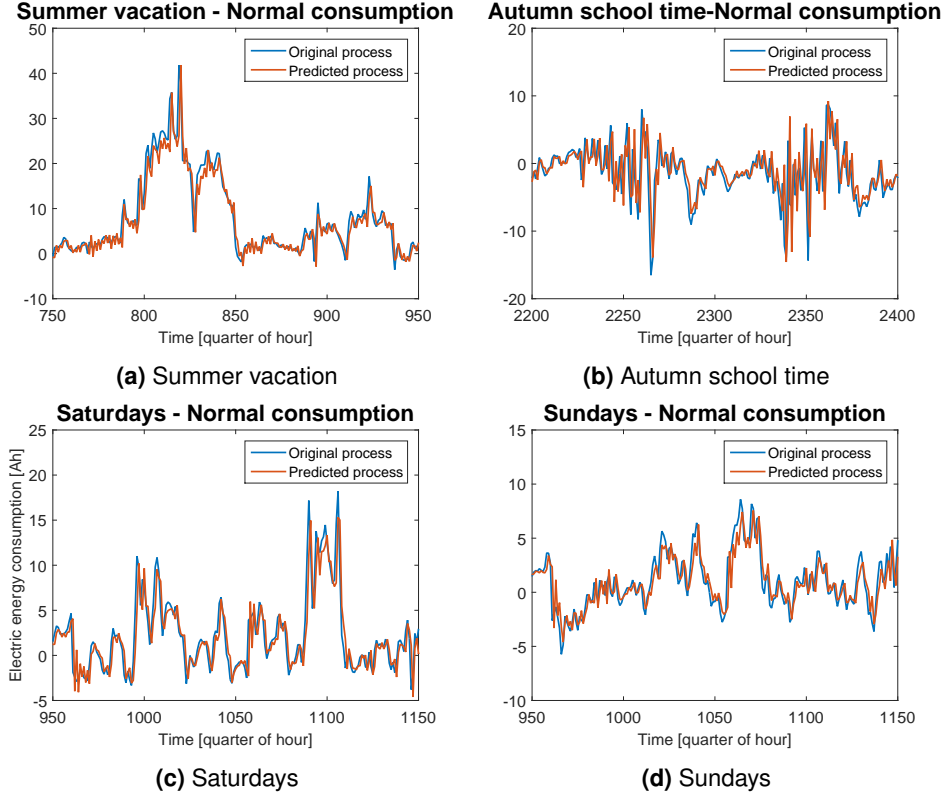 Summer vacation - Normal consumption
50
40
30
20
10
0
-10
750
800
850
900
950
Time [quarter of hour]
Original process
Predicted process
(a) Summer vacation
Autumn school time-Normal consumption
20
10
0
-10
-20
2200
2250
2300
2350
2400
Time [quarter of hour]
Original process
Predicted process
(b) Autumn school time
Saturdays - Normal consumption
Electric energy consumption [Ah]
25
20
15
10
5
0
-5
950
1000
1050
1100
1150
Time [quarter of hour]
Original process
Predicted process
(c) Saturdays
Sundays - Normal consumption
15
10
5
0
-5
-10
950
1000
1050
1100
1150
Time [quarter of hour]
Original process
Predicted process
(d) Sundays